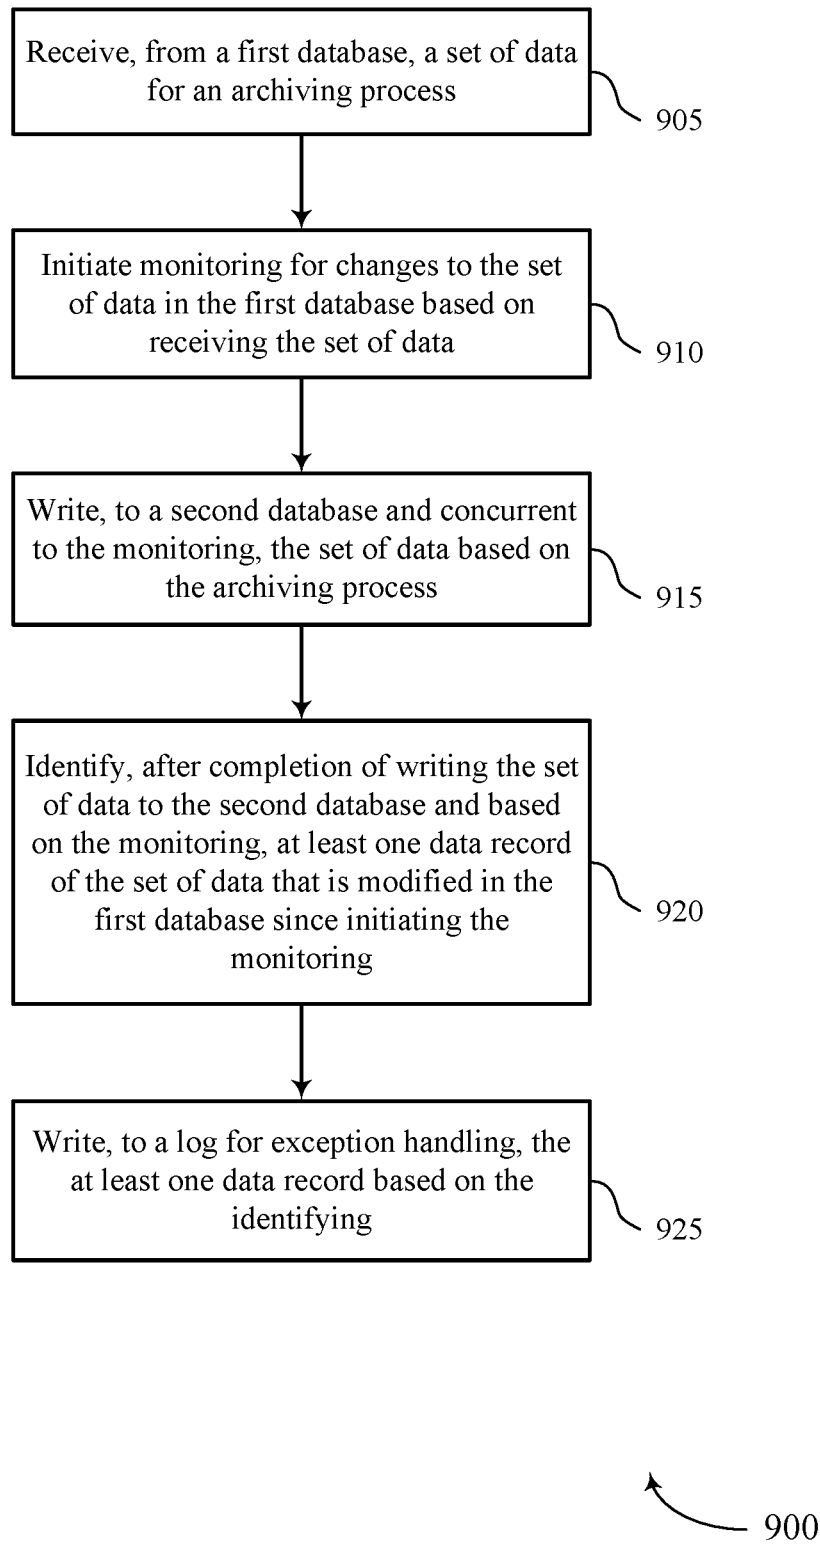 Receive, from a first database, a set of data
for an archiving process
905
Initiate monitoring for changes to the set
of data in the first database based on
receiving the set of data
910
Write, to a second database and concurrent
to the monitoring, the set of data based on
the archiving process
915
Identify, after completion of writing the set
of data to the second database and based
on the monitoring, at least one data record
of the set of data that is modified in the
first database since initiating the
monitoring
920
Write, to a log for exception handling, the
at least one data record based on the
identifying
925
900